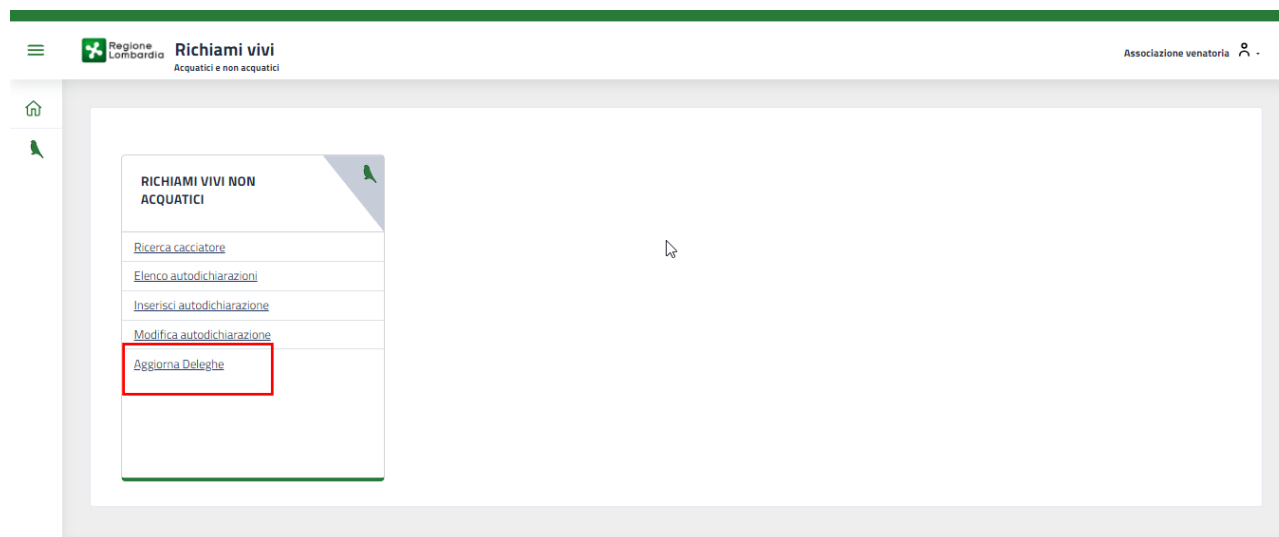 Regione
Lombardia
Richiami vivi
Acquatici e non acquatici
Associazione venatoria
RICHIAMI VIVI NON
ACQUATICI
Ricerca cacciatore
Elenco autodichiarazioni
Inserisci autodichiarazione
Modifica autodichiarazione
Aggiorna Deleghe